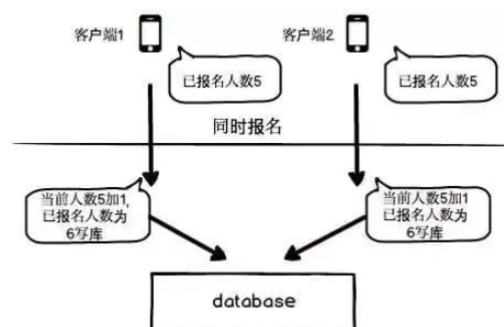 客户端1
客户端2
已报名人数5
已报名人数5
同时报名
当前人数5加1,
已报名人数为
6写库
当前人数5加1
已报名人数为
6写库
database